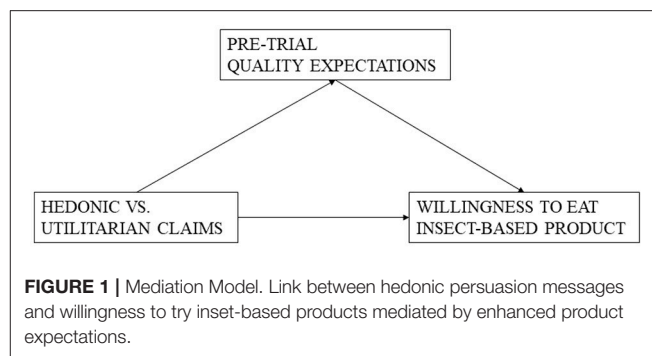 PRE-TRIAL
QUALITY EXPECTATIONS
HEDONIC VS.
UTILITARIAN CLAIMS
WILLINGNESS TO EAT
INSECT-BASED PRODUCT
FIGURE 1 | Mediation Model. Link between hedonic persuasion messages
and willingness to try inset-based products mediated by enhanced product
expectations.